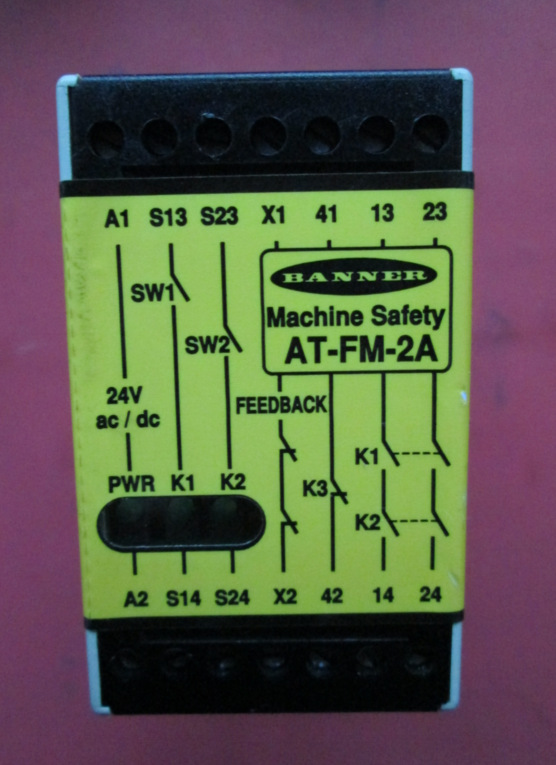 A1 S13 S23 X1 41 13 23
BANNER
SW1
Machine Safety
SW2
AT-FM-2A
24V
ac / dc
FEEDBACK
K1
PWR K1 K2
K3
K2
A2 S14 S24 X2 42 14 24